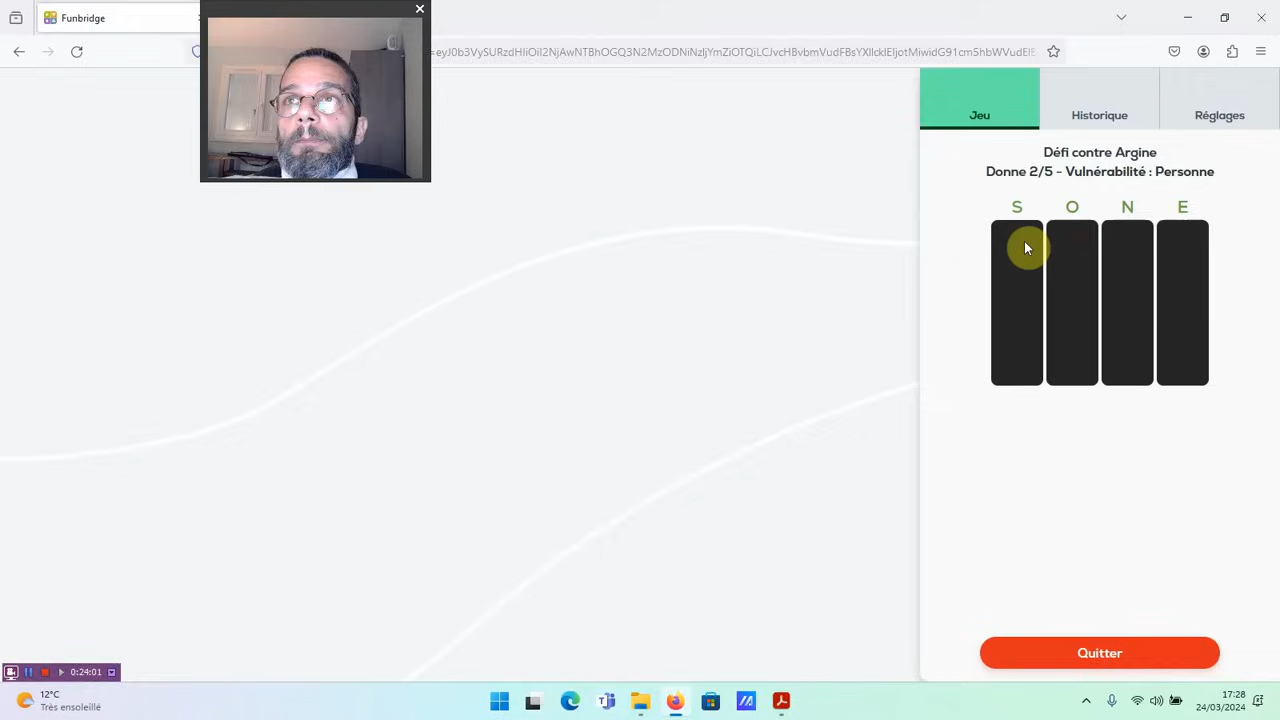 Funbridge
Jeu
Historique
Réglages
Défi contre Argine
Donne 2/5 - Vulnérabilité : Personne
S O N E
Quitter
0:24:01
12°C
Très ensoleillé
17:28
24/03/2024